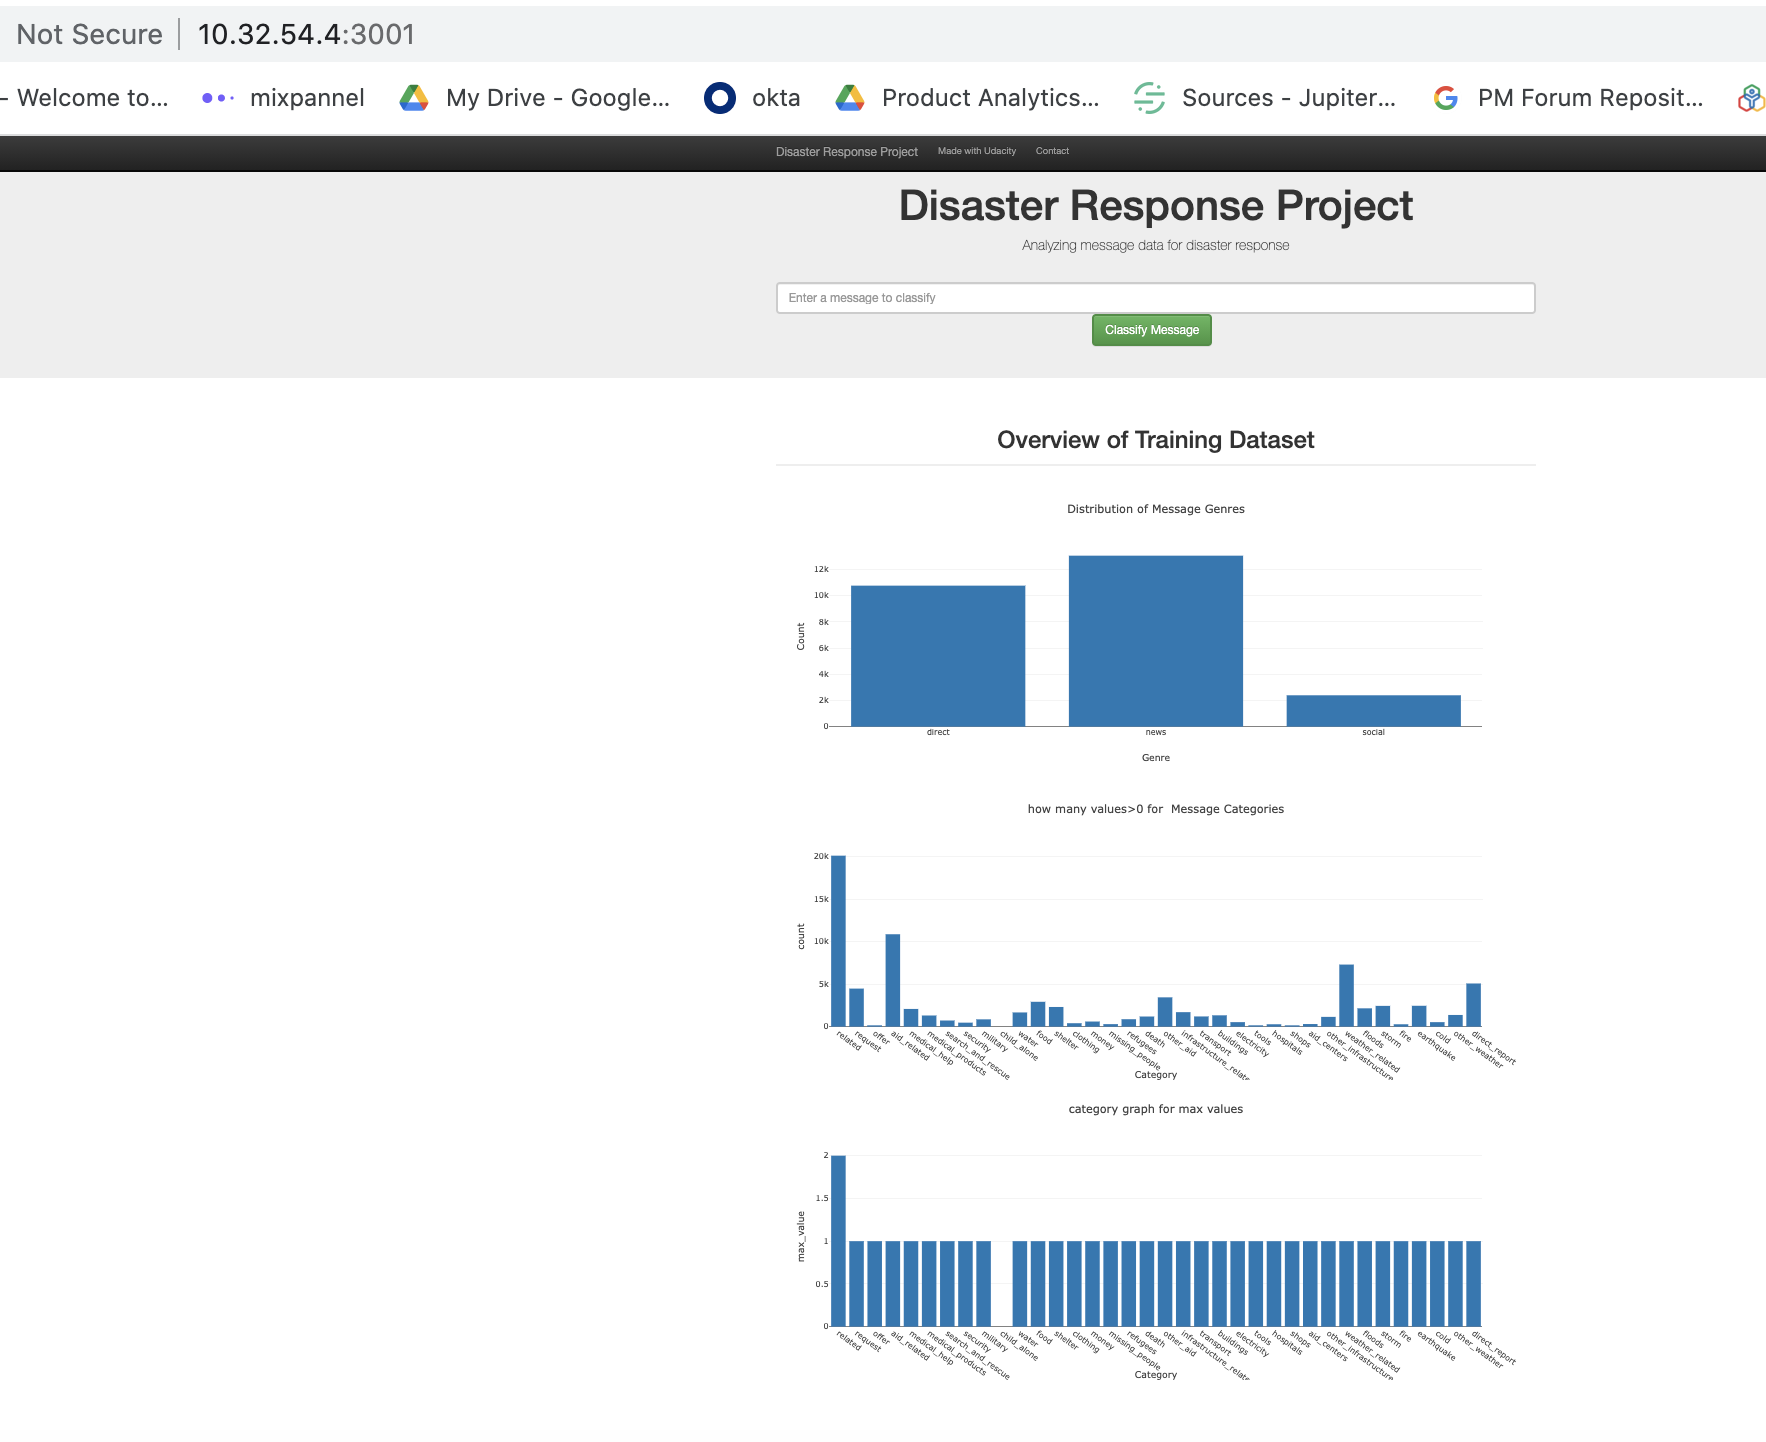 Not Secure | 10.32.54.4:3001
- Welcome to... mixpannel My Drive - Google... okta Product Analytics... Sources - Jupiter... PM Forum Reposit...
Disaster Response Project Made with Udacity Contact
Disaster Response Project
Analyzing message data for disaster response
Enter a message to classify
Classify Message
Overview of Training Dataset
Distribution of Message Genres
12k
10k
8k
6k
4k
2k
0
Count
direct news social
Genre
how many values>0 for  Message Categories
20k
15k
10k
5k
0
count
related request offer aid_related medical_help medical_products search_and_rescue security military child_alone water food shelter clothing money missing_people refugees death other_aid infrastructure_relate transport buildings electricity tools hospitals shops aid_centers other_infrastructure weather_related floods storm fire earthquake cold other_weather direct_report
Category
category graph for max values
2
1.5
1
0.5
0
max_value
related request offer aid_related medical_help medical_products search_and_rescue security military child_alone water food shelter clothing money missing_people refugees death other_aid infrastructure_relate transport buildings electricity tools hospitals shops aid_centers other_infrastructure weather_related floods storm fire earthquake cold other_weather direct_report
Category